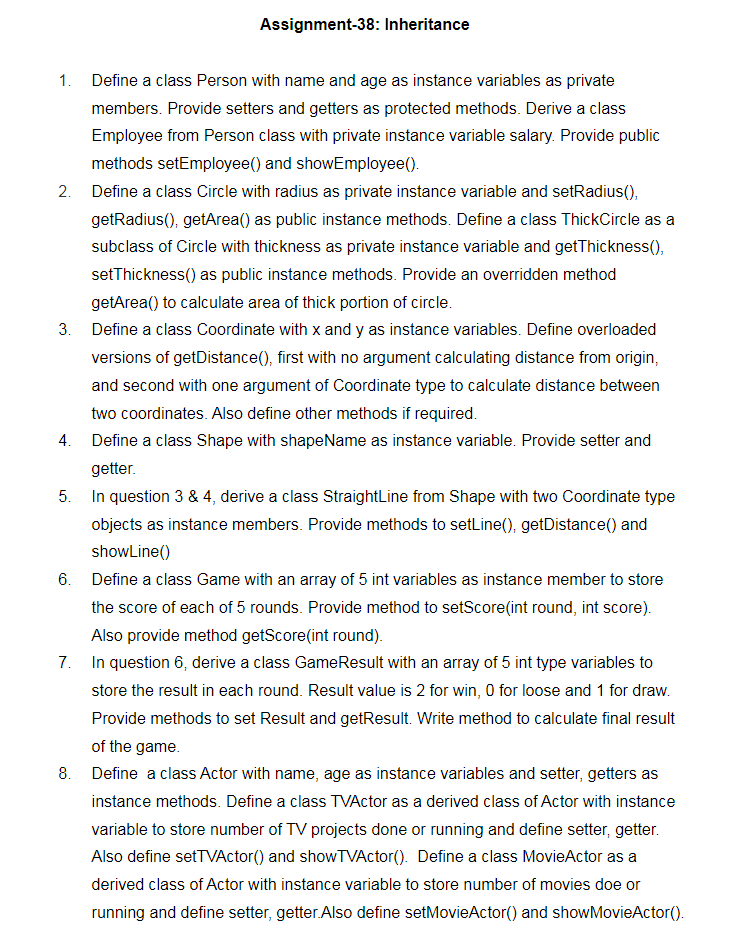 Assignment-38: Inheritance
1. Define a class Person with name and age as instance variables as private
members. Provide setters and getters as protected methods. Derive a class
Employee from Person class with private instance variable salary. Provide public
methods setEmployee() and showEmployee().
2. Define a class Circle with radius as private instance variable and setRadius(),
getRadius(), getArea() as public instance methods. Define a class ThickCircle as a
subclass of Circle with thickness as private instance variable and getThickness(),
setThickness() as public instance methods. Provide an overridden method
getArea() to calculate area of thick portion of circle.
3. Define a class Coordinate with x and y as instance variables. Define overloaded
versions of getDistance(), first with no argument calculating distance from origin,
and second with one argument of Coordinate type to calculate distance between
two coordinates. Also define other methods if required.
4. Define a class Shape with shapeName as instance variable. Provide setter and
getter.
5. In question 3 & 4, derive a class StraightLine from Shape with two Coordinate type
objects as instance members. Provide methods to setLine(), getDistance() and
showLine()
6. Define a class Game with an array of 5 int variables as instance member to store
the score of each of 5 rounds. Provide method to setScore(int round, int score).
Also provide method getScore(int round).
7. In question 6, derive a class GameResult with an array of 5 int type variables to
store the result in each round. Result value is 2 for win, 0 for loose and 1 for draw.
Provide methods to set Result and getResult. Write method to calculate final result
of the game.
8. Define a class Actor with name, age as instance variables and setter, getters as
instance methods. Define a class TVActor as a derived class of Actor with instance
variable to store number of TV projects done or running and define setter, getter.
Also define setTVActor() and showTVActor(). Define a class MovieActor as a
derived class of Actor with instance variable to store number of movies doe or
running and define setter, getter.Also define setMovieActor() and showMovieActor().